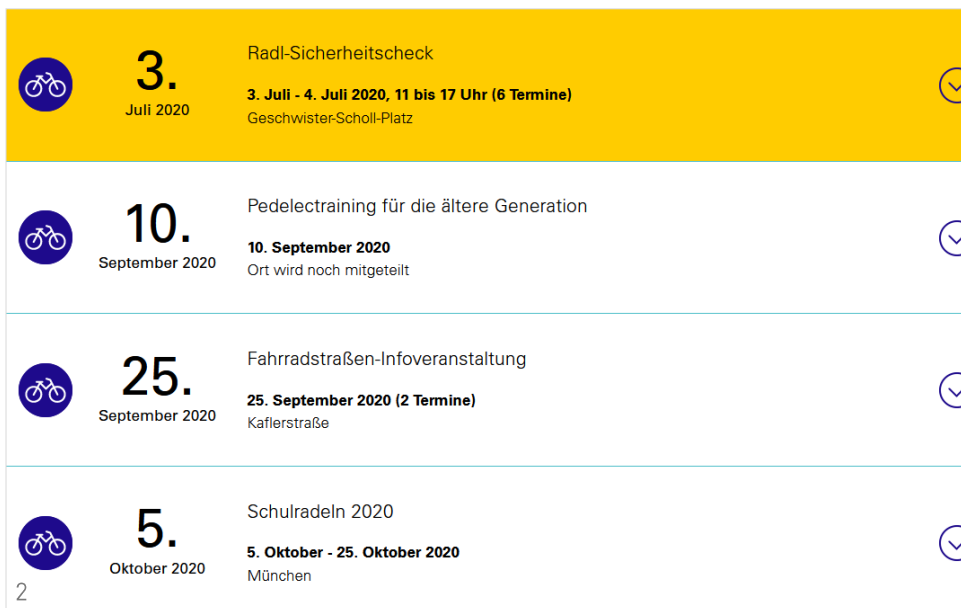 3.
Juli 2020
Radl-Sicherheitscheck
3. Juli - 4. Juli 2020, 11 bis 17 Uhr (6 Termine)
Geschwister-Scholl-Platz
10.
September 2020
Pedelectraining für die ältere Generation
10. September 2020
Ort wird noch mitgeteilt
25.
September 2020
Fahrradstraßen-Infoveranstaltung
25. September 2020 (2 Termine)
Kaflerstraße
5.
Oktober 2020
Schulradeln 2020
5. Oktober - 25. Oktober 2020
München
2